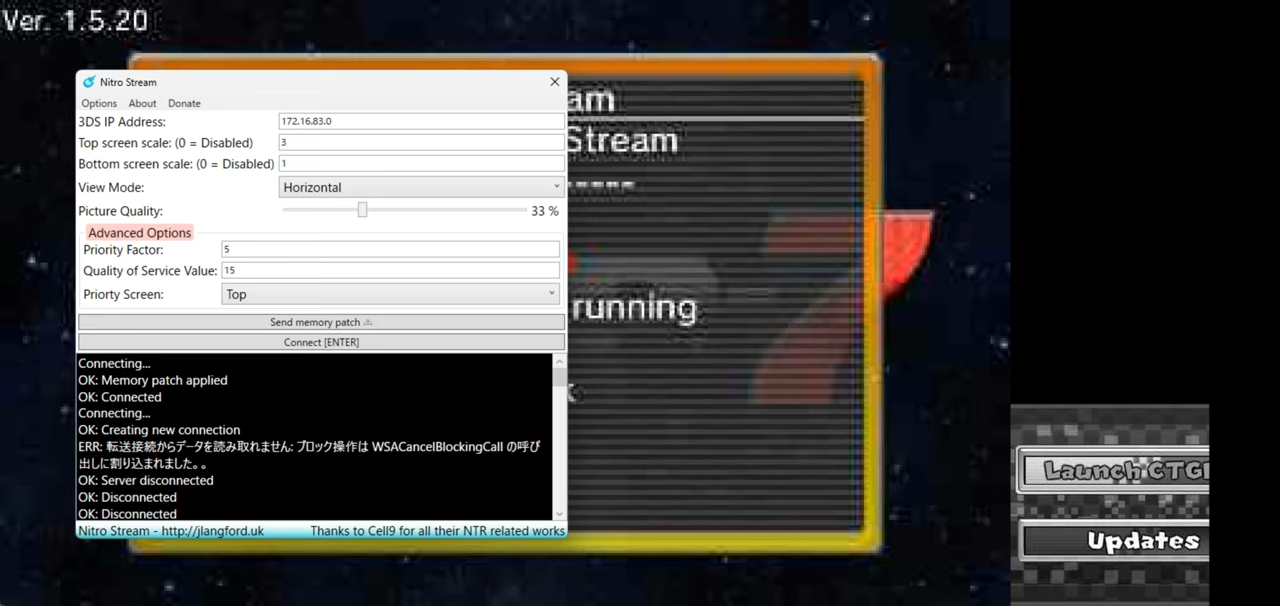 Ver. 1.5.20
Nitro Stream
Options About Donate
3DS IP Address: 172.16.83.0
Top screen scale: (0 = Disabled) 3
Bottom screen scale: (0 = Disabled) 1
View Mode: Horizontal
Picture Quality: 33 %
Advanced Options
Priority Factor: 5
Quality of Service Value: 15
Priorty Screen: Top
Send memory patch ⚠
Connect [ENTER]
Connecting...
OK: Memory patch applied
OK: Connected
Connecting...
OK: Creating new connection
ERR: 転送接続からデータを読み取れません: ブロック操作は WSACancelBlockingCall の呼び
出しに割り込まれました。。
OK: Server disconnected
OK: Disconnected
OK: Disconnected
Nitro Stream - http://jlangford.uk Thanks to Cell9 for all their NTR related works
am
Stream
running
Launch CTG
Updates